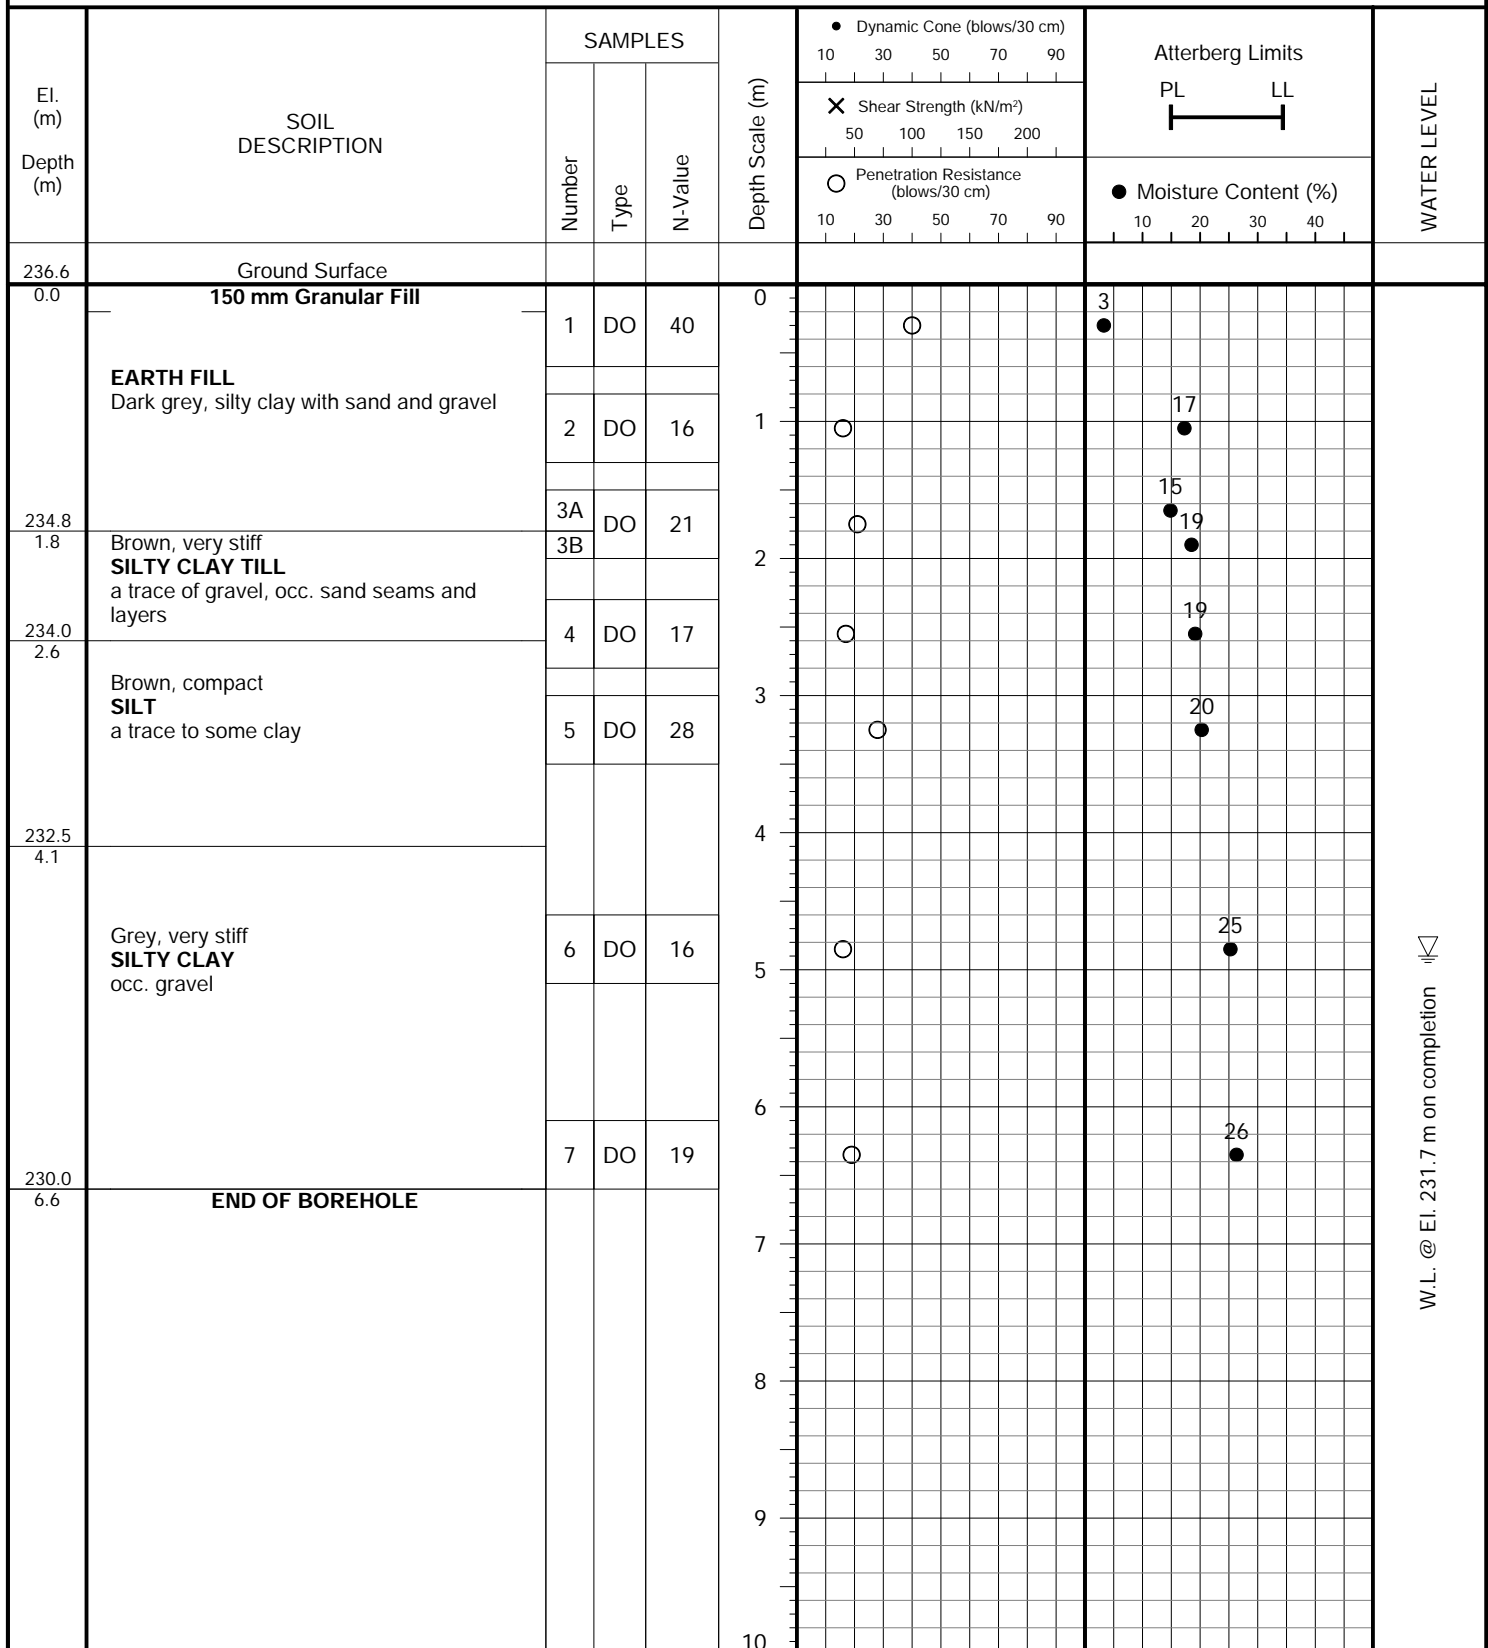 El.
(m)
Depth
(m)
SOIL
DESCRIPTION
SAMPLES
Number
Type
N-Value
Depth Scale (m)
Dynamic Cone (blows/30 cm)
10 30 50 70 90
Shear Strength (kN/m²)
50 100 150 200
Penetration Resistance
(blows/30 cm)
10 30 50 70 90
Atterberg Limits
PL LL
Moisture Content (%)
10 20 30 40
WATER LEVEL
236.6 Ground Surface
0.0 150 mm Granular Fill 0
3
1 DO 40
EARTH FILL
Dark grey, silty clay with sand and gravel
17
1
2 DO 16
15
3A
DO 21
19
234.8
1.8 Brown, very stiff 3B
SILTY CLAY TILL 2
a trace of gravel, occ. sand seams and
layers
19
234.0 4 DO 17
2.6
Brown, compact
SILT 3
20
a trace to some clay 5 DO 28
232.5 4
4.1
25
Grey, very stiff
6 DO 16
SILTY CLAY
5
occ. gravel
6
26
7 DO 19
230.0
6.6 END OF BOREHOLE
7
8
9
10
W.L. @ El. 231.7 m on completion